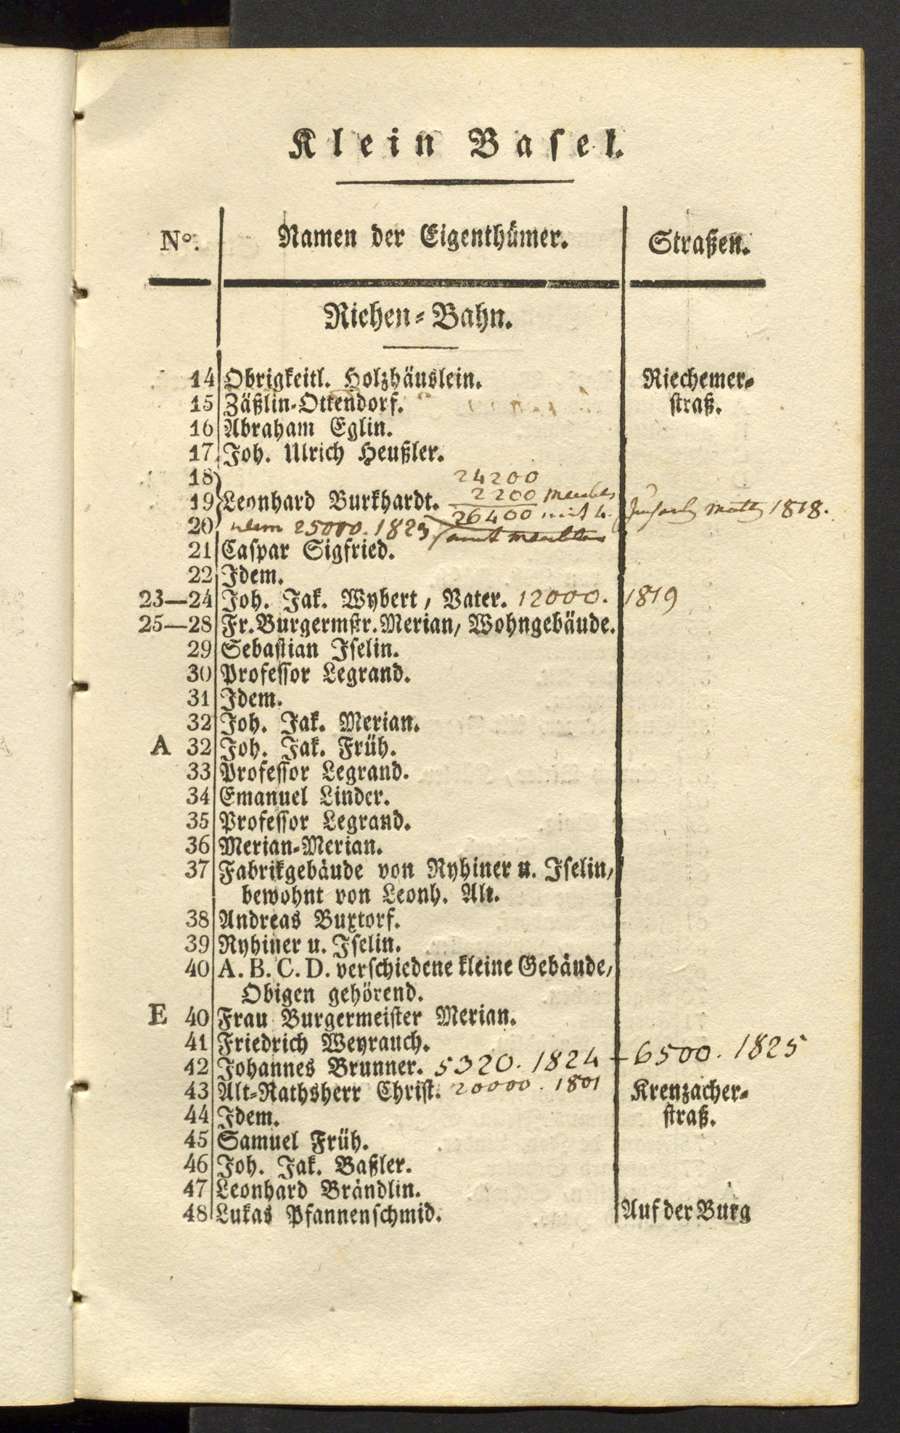 Klein Basel.
No. Namen der Eigenthümer. Straßen.
Riehen-Bahn.
14 Obrigkeitl. Holzhäuslein. Riechemer-
15 Zäßlin-Ottendorf. straß.
16 Abraham Eglin.
17 Joh. Ulrich Heußler.
18 24200
19 Leonhard Burkhardt. 2200 meubles
20 25000. 1823 26400 1818.
21 Caspar Sigfried.
22 Idem.
23—24 Joh. Jak. Wybert, Vater. 12000. 1819
25—28 Fr. Burgermstr. Merian, Wohngebäude.
29 Sebastian Iselin.
30 Professor Legrand.
31 Idem.
32 Joh. Jak. Merian.
A 32 Joh. Jak. Früh.
33 Professor Legrand.
34 Emanuel Linder.
35 Professor Legrand.
36 Merian-Merian.
37 Fabrikgebäude von Ryhiner u. Iselin,
bewohnt von Leonh. Alt.
38 Andreas Buxtorf.
39 Ryhiner u. Iselin.
40 A. B. C. D. verschiedene kleine Gebäude,
Obigen gehörend.
E 40 Frau Burgermeister Merian.
41 Friedrich Weyrauch.
42 Johannes Brunner. 5320. 1824 - 6500. 1825
43 Alt-Rathsherr Christ. 20000. 1801 Krenzacher-
44 Idem. straß.
45 Samuel Früh.
46 Joh. Jak. Baßler.
47 Leonhard Brändlin.
48 Lukas Pfannenschmid. Auf der Burg